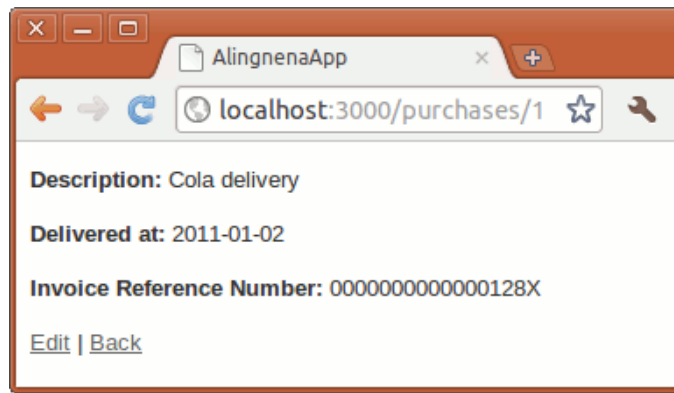 AlingnenaApp
localhost:3000/purchases/1
Description: Cola delivery
Delivered at: 2011-01-02
Invoice Reference Number: 0000000000000128X
Edit | Back